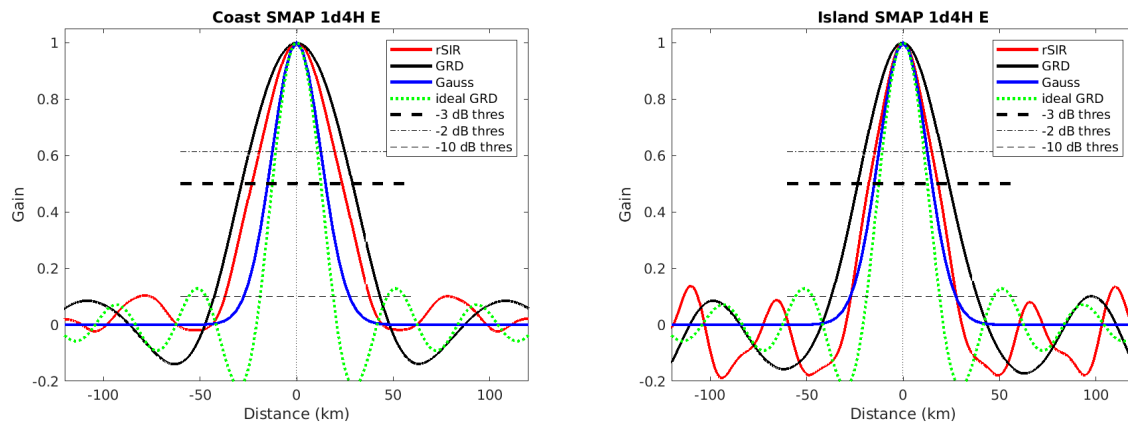 Coast SMAP 1d4H E
1
0.8
0.6
0.4
0.2
0
-0.2
Gain
-100
-50
0
50
100
Distance (km)
rSIR
GRD
Gauss
ideal GRD
-3 dB thres
-2 dB thres
-10 dB thres
Island SMAP 1d4H E
1
0.8
0.6
0.4
0.2
0
-0.2
Gain
-100
-50
0
50
100
Distance (km)
rSIR
GRD
Gauss
ideal GRD
-3 dB thres
-2 dB thres
-10 dB thres